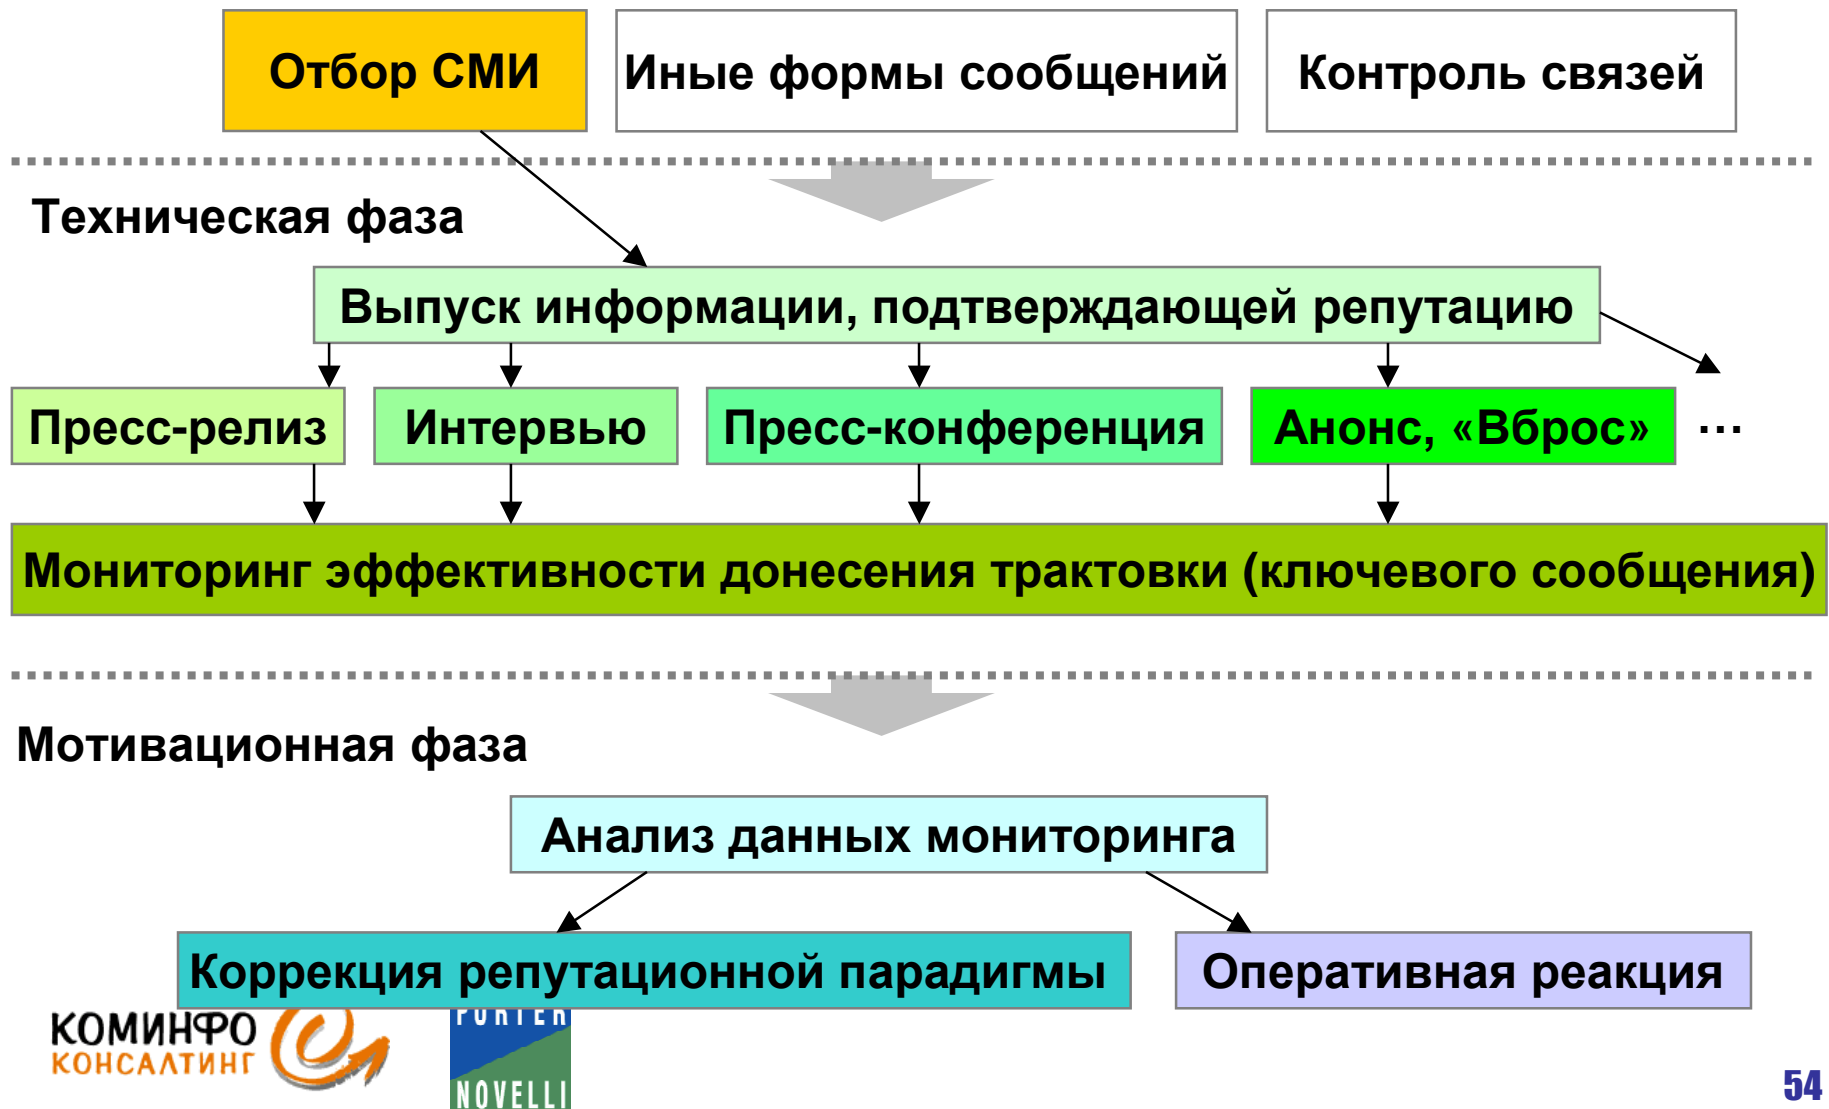 Отбор СМИ
Иные формы сообщений
Контроль связей
Техническая фаза
Выпуск информации, подтверждающей репутацию
Пресс-релиз
Интервью
Пресс-конференция
Анонс, «Вброс»
...
Мониторинг эффективности донесения трактовки (ключевого сообщения)
Мотивационная фаза
Анализ данных мониторинга
Коррекция репутационной парадигмы
Оперативная реакция
КОМИНФО
КОНСАЛТИНГ
PORTER
NOVELLI
54